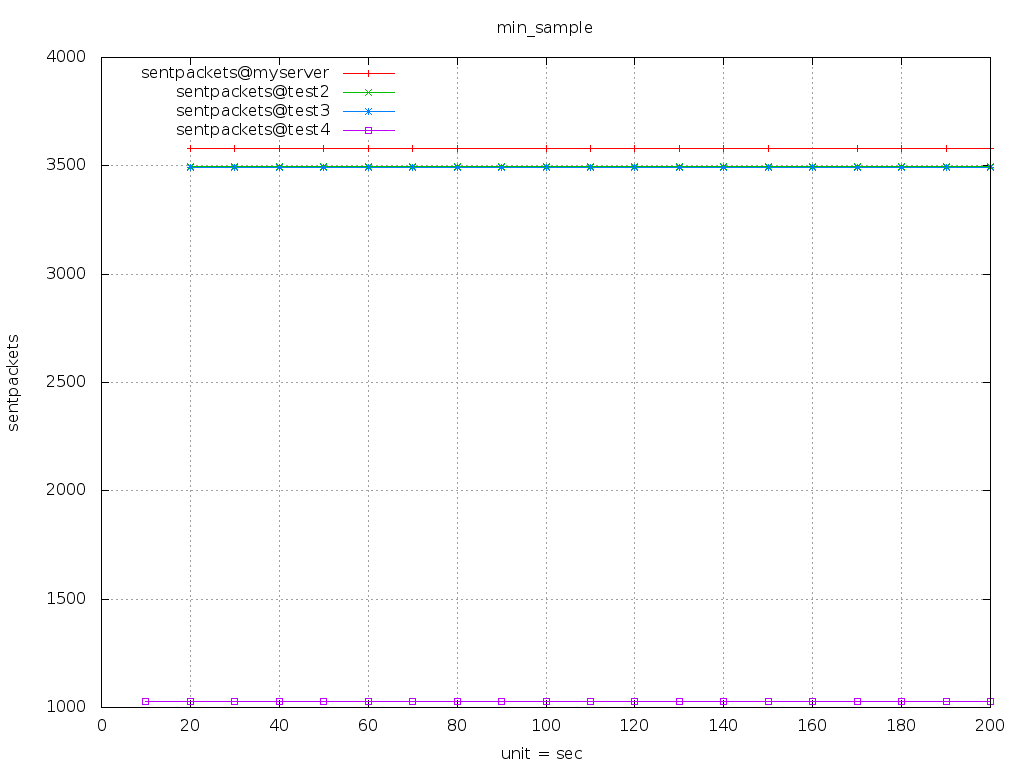 min_sample
4000
sentpackets@myserver
sentpackets@test2
sentpackets@test3
sentpackets@test4
3500
3000
2500
sentpackets
2000
1500
1000
0 20 40 60 80 100 120 140 160 180 200
unit = sec